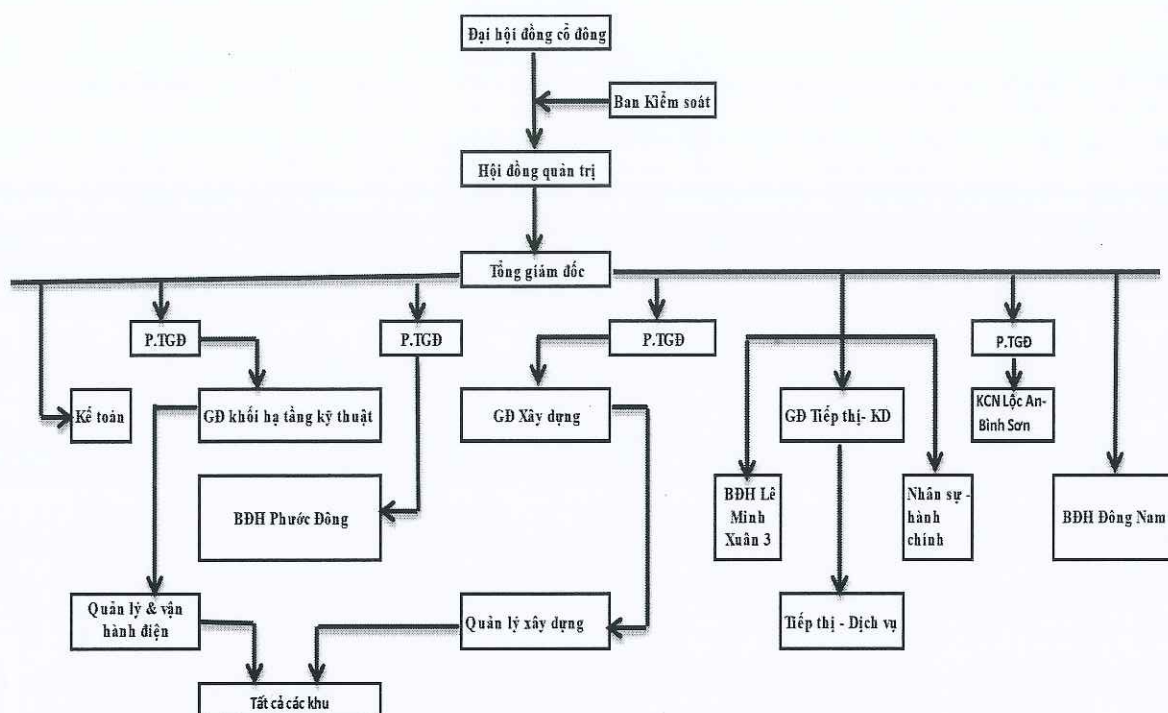 Đại hội đồng cổ đông
Ban Kiểm soát
Hội đồng quản trị
Tổng giám đốc
P.TGĐ
P.TGĐ
P.TGĐ
P.TGĐ
Kế toán
GĐ khối hạ tầng kỹ thuật
GĐ Xây dựng
GĐ Tiếp thị- KD
KCN Lộc An-
Bình Sơn
BĐH Phước Đông
BĐH Lê
Minh
Xuân 3
Nhân sự -
hành
chính
BĐH Đông Nam
Quản lý & vận
hành điện
Quản lý xây dựng
Tiếp thị - Dịch vụ
Tất cả các khu